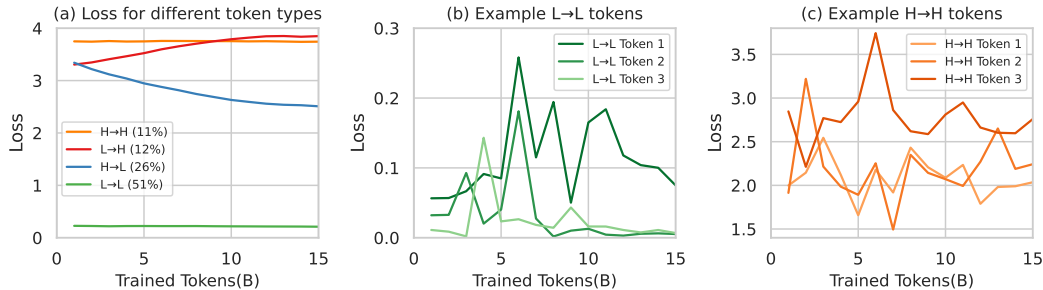 (a) Loss for different token types
4
3
2
1
0
Loss
H→H (11%)
L→H (12%)
H→L (26%)
L→L (51%)
5
10
15
Trained Tokens(B)
(b) Example L→L tokens
0.3
0.2
0.1
0.0
Loss
L→L Token 1
L→L Token 2
L→L Token 3
5
10
15
Trained Tokens(B)
(c) Example H→H tokens
3.5
3.0
2.5
2.0
1.5
Loss
H→H Token 1
H→H Token 2
H→H Token 3
5
10
15
Trained Tokens(B)